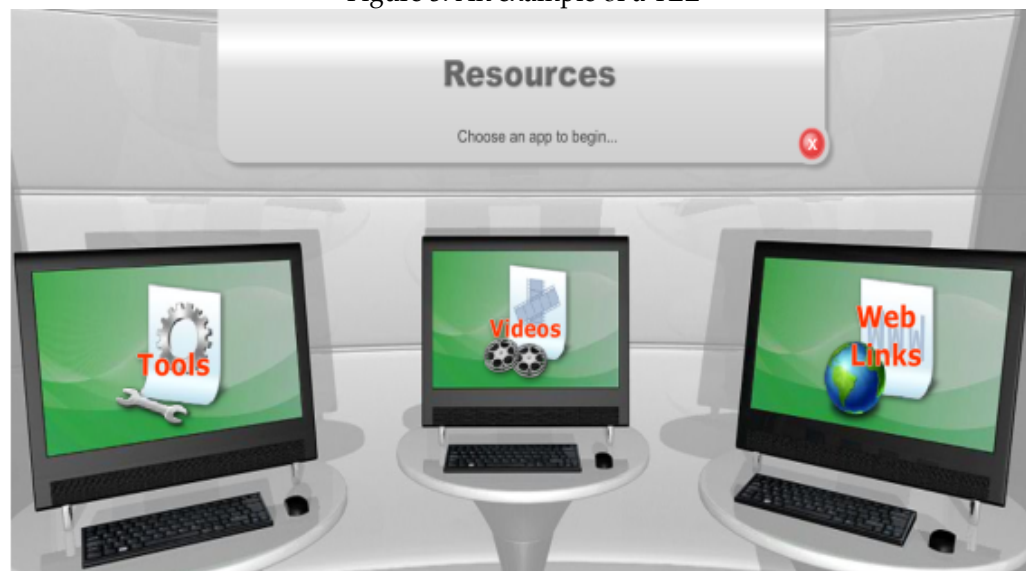 Resources
Choose an app to begin...
X
Tools
Videos
Web
Links